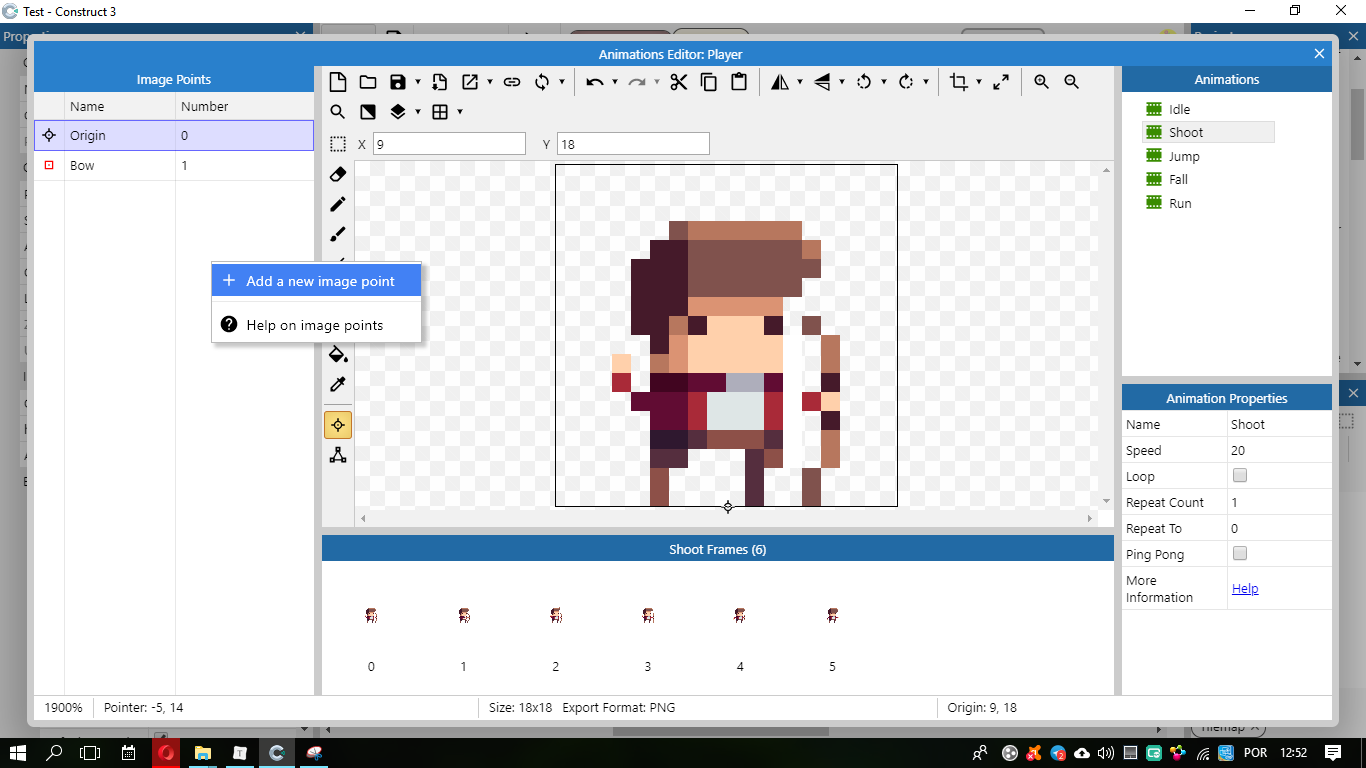 Test - Construct 3
Animations Editor: Player
Image Points
Name Number
Origin 0
Bow 1
Add a new image point
Help on image points
X 9 Y 18
Animations
Idle
Shoot
Jump
Fall
Run
Animation Properties
Name Shoot
Speed 20
Loop
Repeat Count 1
Repeat To 0
Ping Pong
More
Information Help
Shoot Frames (6)
0 1 2 3 4 5
1900% Pointer: -5, 14 Size: 18x18 Export Format: PNG Origin: 9, 18
Tilemap
POR 12:52